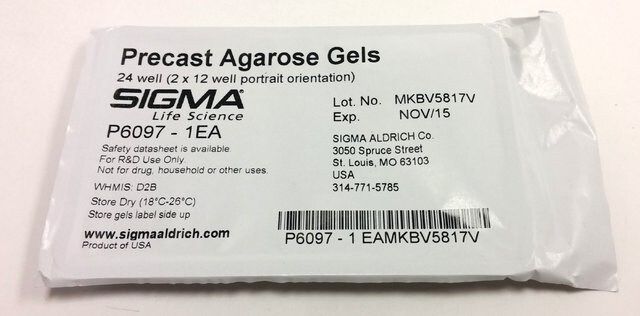 Precast Agarose Gels
24 well (2 x 12 well portrait orientation)
SIGMA
Life Science
P6097 - 1EA
Safety datasheet is available.
For R&D Use Only.
Not for drug, household or other uses.
WHMIS: D2B
Store Dry (18°C-26°C)
Store gels label side up
www.sigmaaldrich.com
Product of USA
Lot. No. MKBV5817V
Exp. NOV/15
SIGMA ALDRICH Co.
3050 Spruce Street
St. Louis, MO 63103
USA
314-771-5785
P6097 - 1 EAMKBV5817V